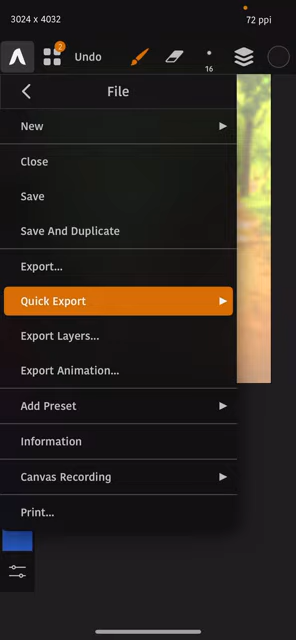 3024 x 4032
72 ppi
2
Undo
16
File
New
Close
Save
Save And Duplicate
Export...
Quick Export
Export Layers...
Export Animation...
Add Preset
Information
Canvas Recording
Print...